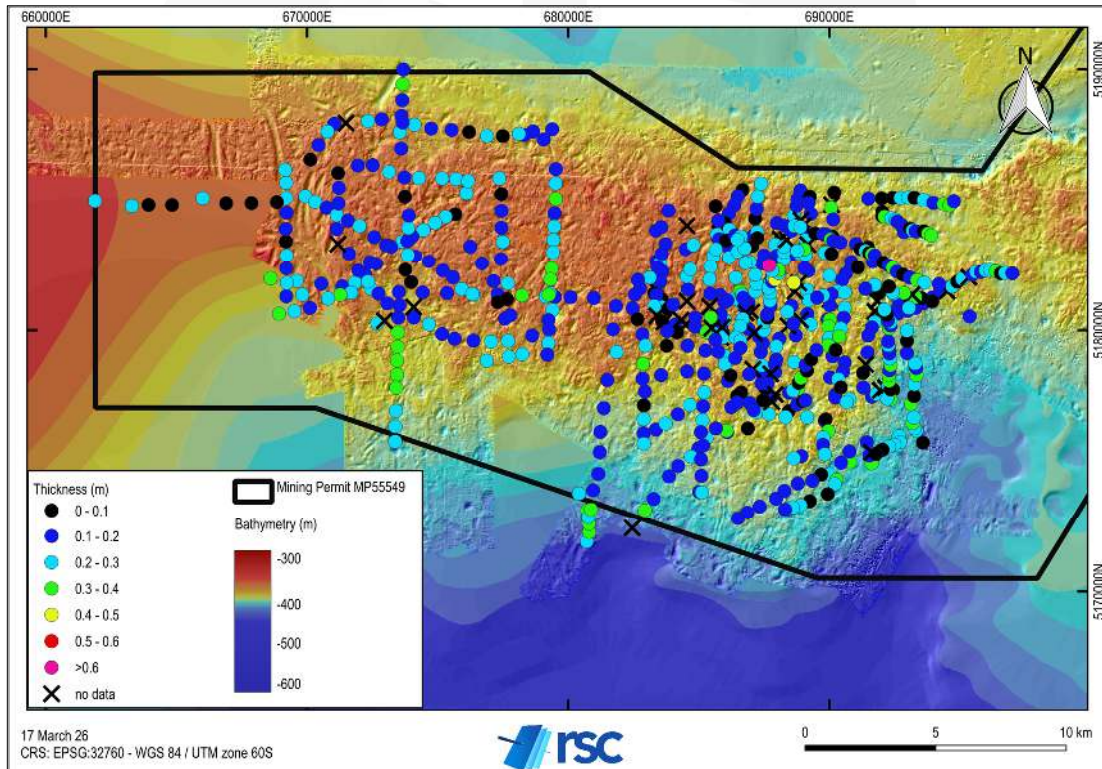 660000E 670000E 680000E 690000E
N
5190000N
5180000N
5170000N
Thickness (m)
0 - 0.1
0.1 - 0.2
0.2 - 0.3
0.3 - 0.4
0.4 - 0.5
0.5 - 0.6
>0.6
no data
Mining Permit MP55549
Bathymetry (m)
-300
-400
-500
-600
17 March 26
CRS: EPSG:32760 - WGS 84 / UTM zone 60S
rsc
0 5 10 km